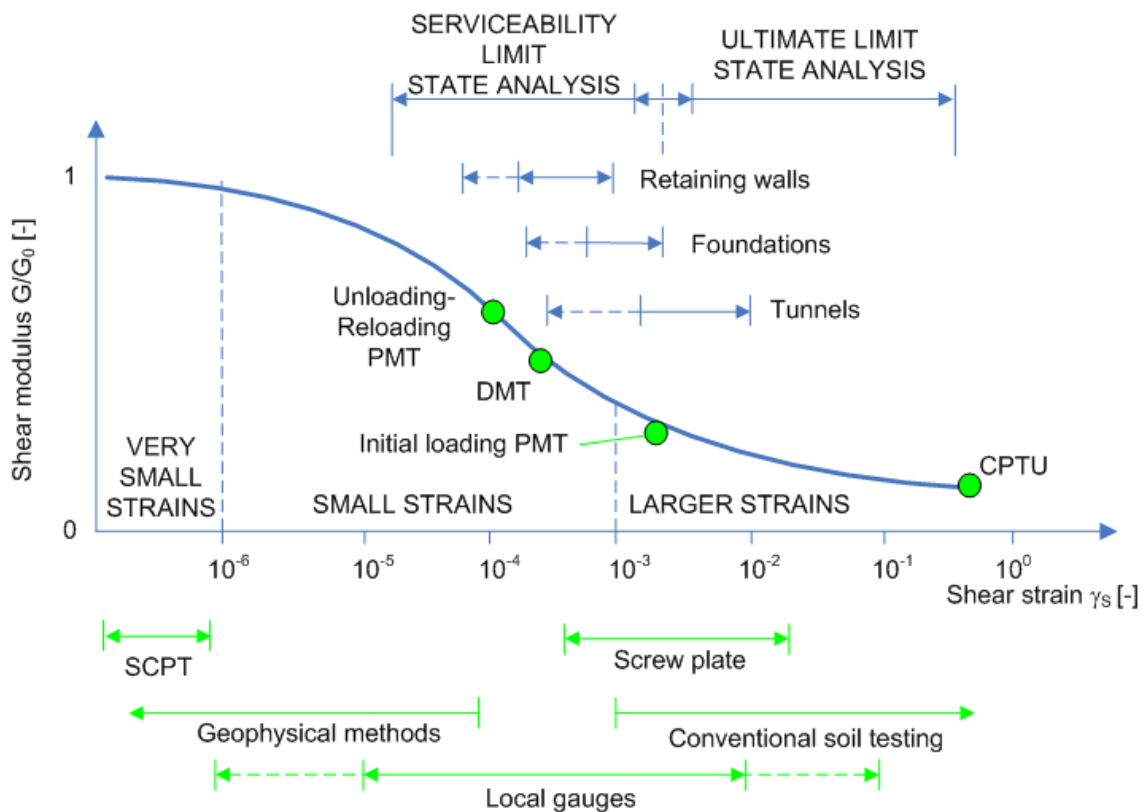 SERVICEABILITY
LIMIT
STATE ANALYSIS
ULTIMATE LIMIT
STATE ANALYSIS
Retaining walls
Foundations
Tunnels
Shear modulus G/G₀ [-]
1
0
Unloading-
Reloading
PMT
DMT
Initial loading PMT
CPTU
VERY
SMALL
STRAINS
SMALL STRAINS
LARGER STRAINS
10⁻⁶ 10⁻⁵ 10⁻⁴ 10⁻³ 10⁻² 10⁻¹ 10⁰
Shear strain γₛ [-]
SCPT
Screw plate
Geophysical methods
Conventional soil testing
Local gauges